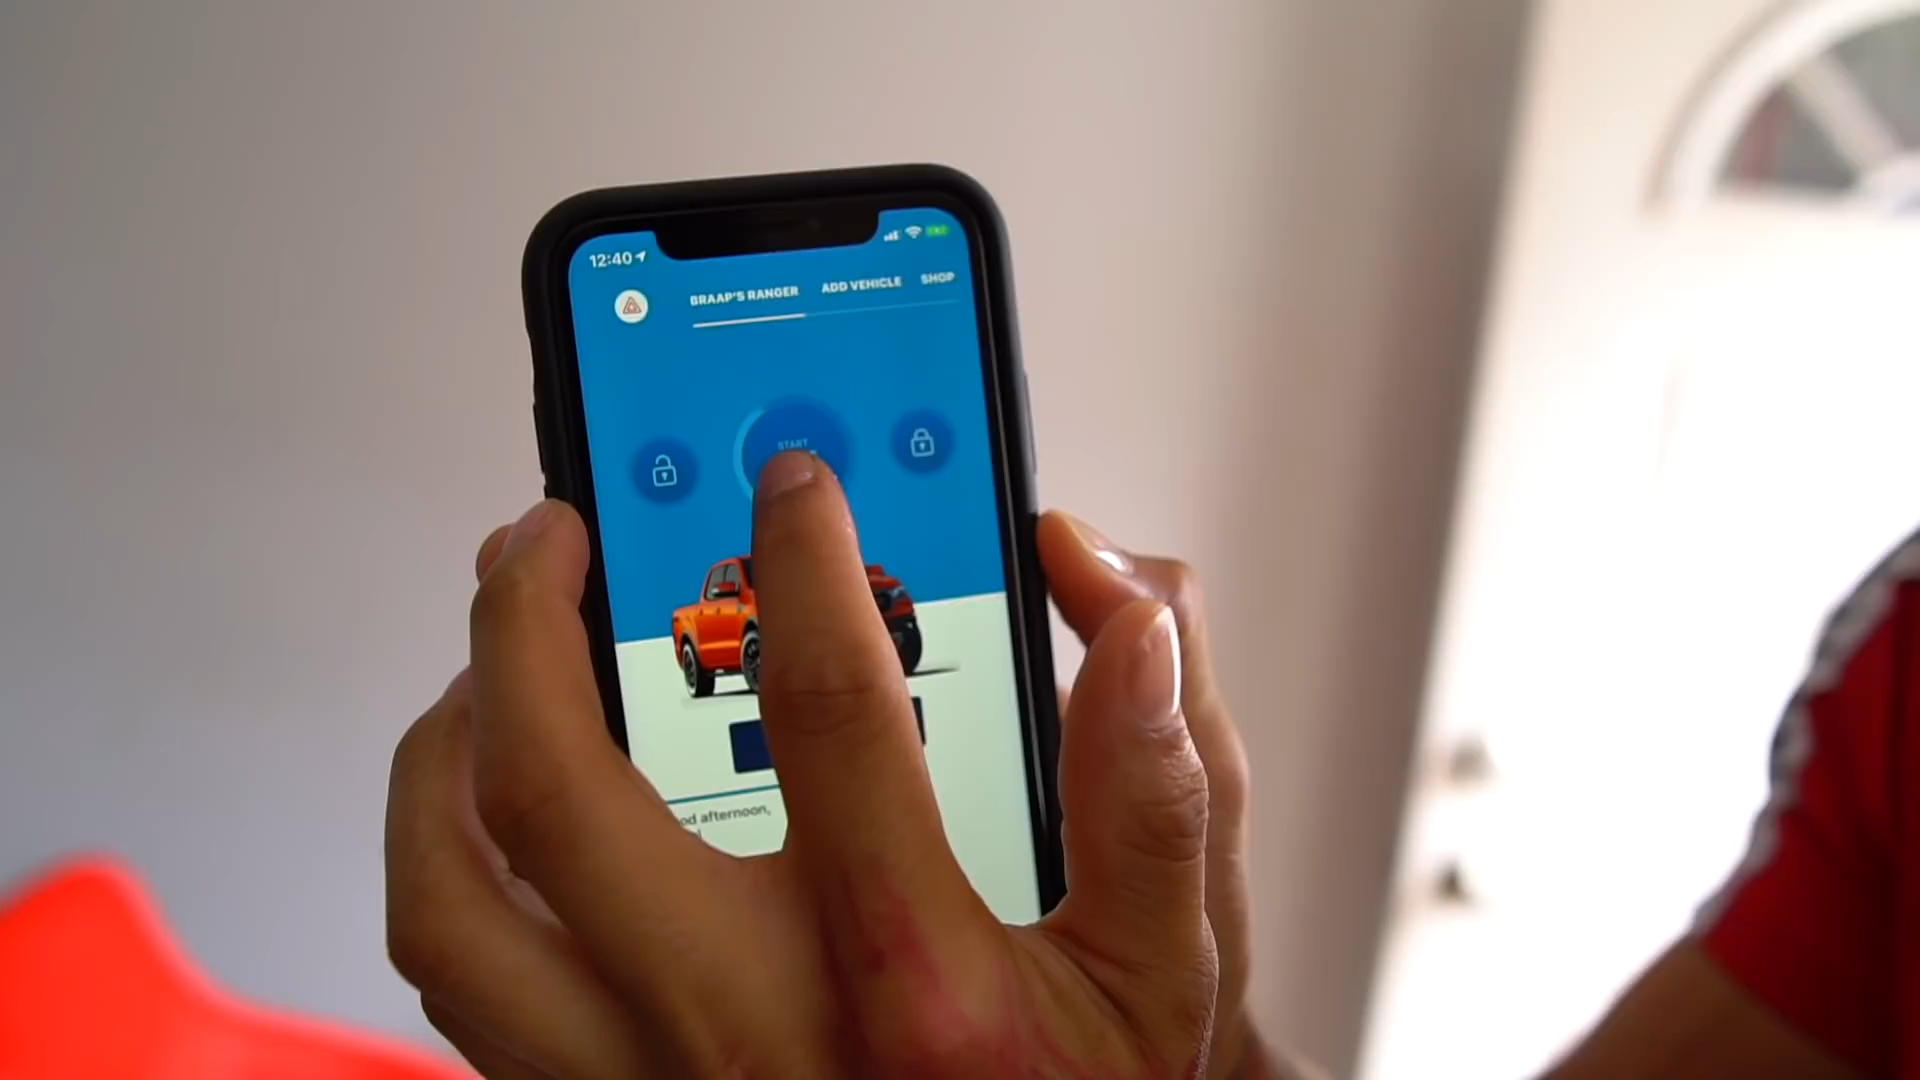 12:40
BRAAP'S RANGER
ADD VEHICLE
SHOP
START
od afternoon,